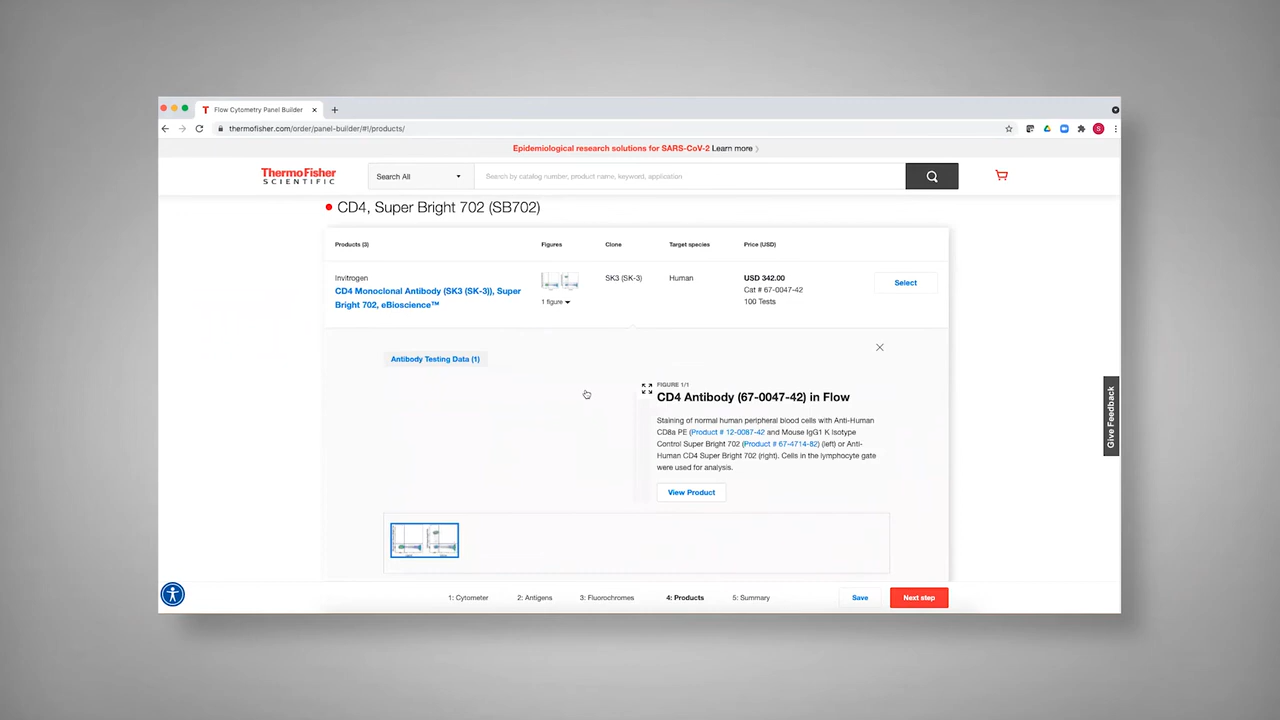 Flow Cytometry Panel Builder
thermofisher.com/order/panel-builder/#!/products/
S
Epidemiological research solutions for SARS-CoV-2 Learn more
ThermoFisher
SCIENTIFIC
Search All
Search by catalog number, product name, keyword, application
CD4, Super Bright 702 (SB702)
Products (3) Figures Clone Target species Price (USD)
Invitrogen
CD4 Monoclonal Antibody (SK3 (SK-3)), Super
Bright 702, eBioscience™
1 figure
SK3 (SK-3)
Human
USD 342.00
Cat # 67-0047-42
100 Tests
Select
Antibody Testing Data (1)
FIGURE 1/1
CD4 Antibody (67-0047-42) in Flow
Staining of normal human peripheral blood cells with Anti-Human
CD8a PE (Product # 12-0087-42 and Mouse IgG1 K Isotype
Control Super Bright 702 (Product # 67-4714-82) (left) or Anti-
Human CD4 Super Bright 702 (right). Cells in the lymphocyte gate
were used for analysis.
View Product
Give Feedback
1: Cytometer 2: Antigens 3: Fluorochromes 4: Products 5: Summary
Save
Next step